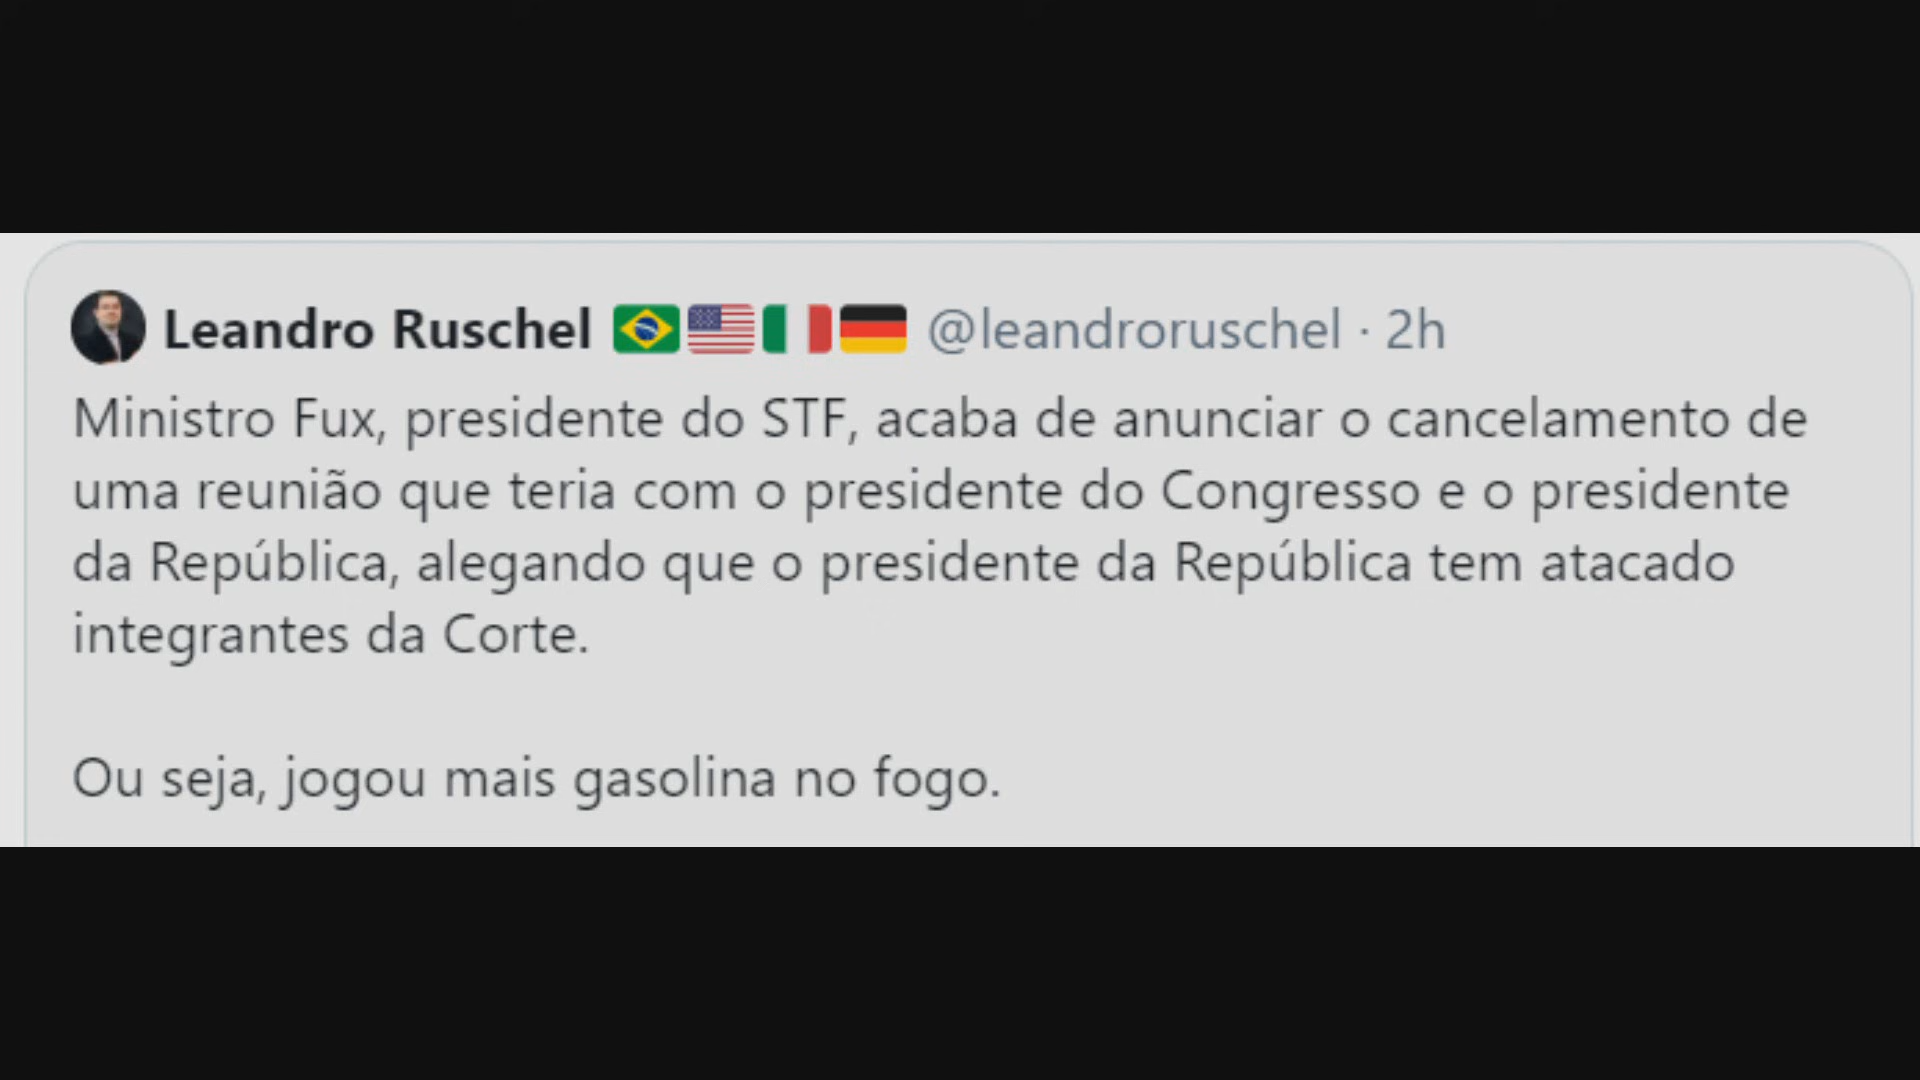 Leandro Ruschel 🇧🇷🇺🇸🇮🇹🇩🇪 @leandroruschel · 2h
Ministro Fux, presidente do STF, acaba de anunciar o cancelamento de
uma reunião que teria com o presidente do Congresso e o presidente
da República, alegando que o presidente da República tem atacado
integrantes da Corte.
Ou seja, jogou mais gasolina no fogo.